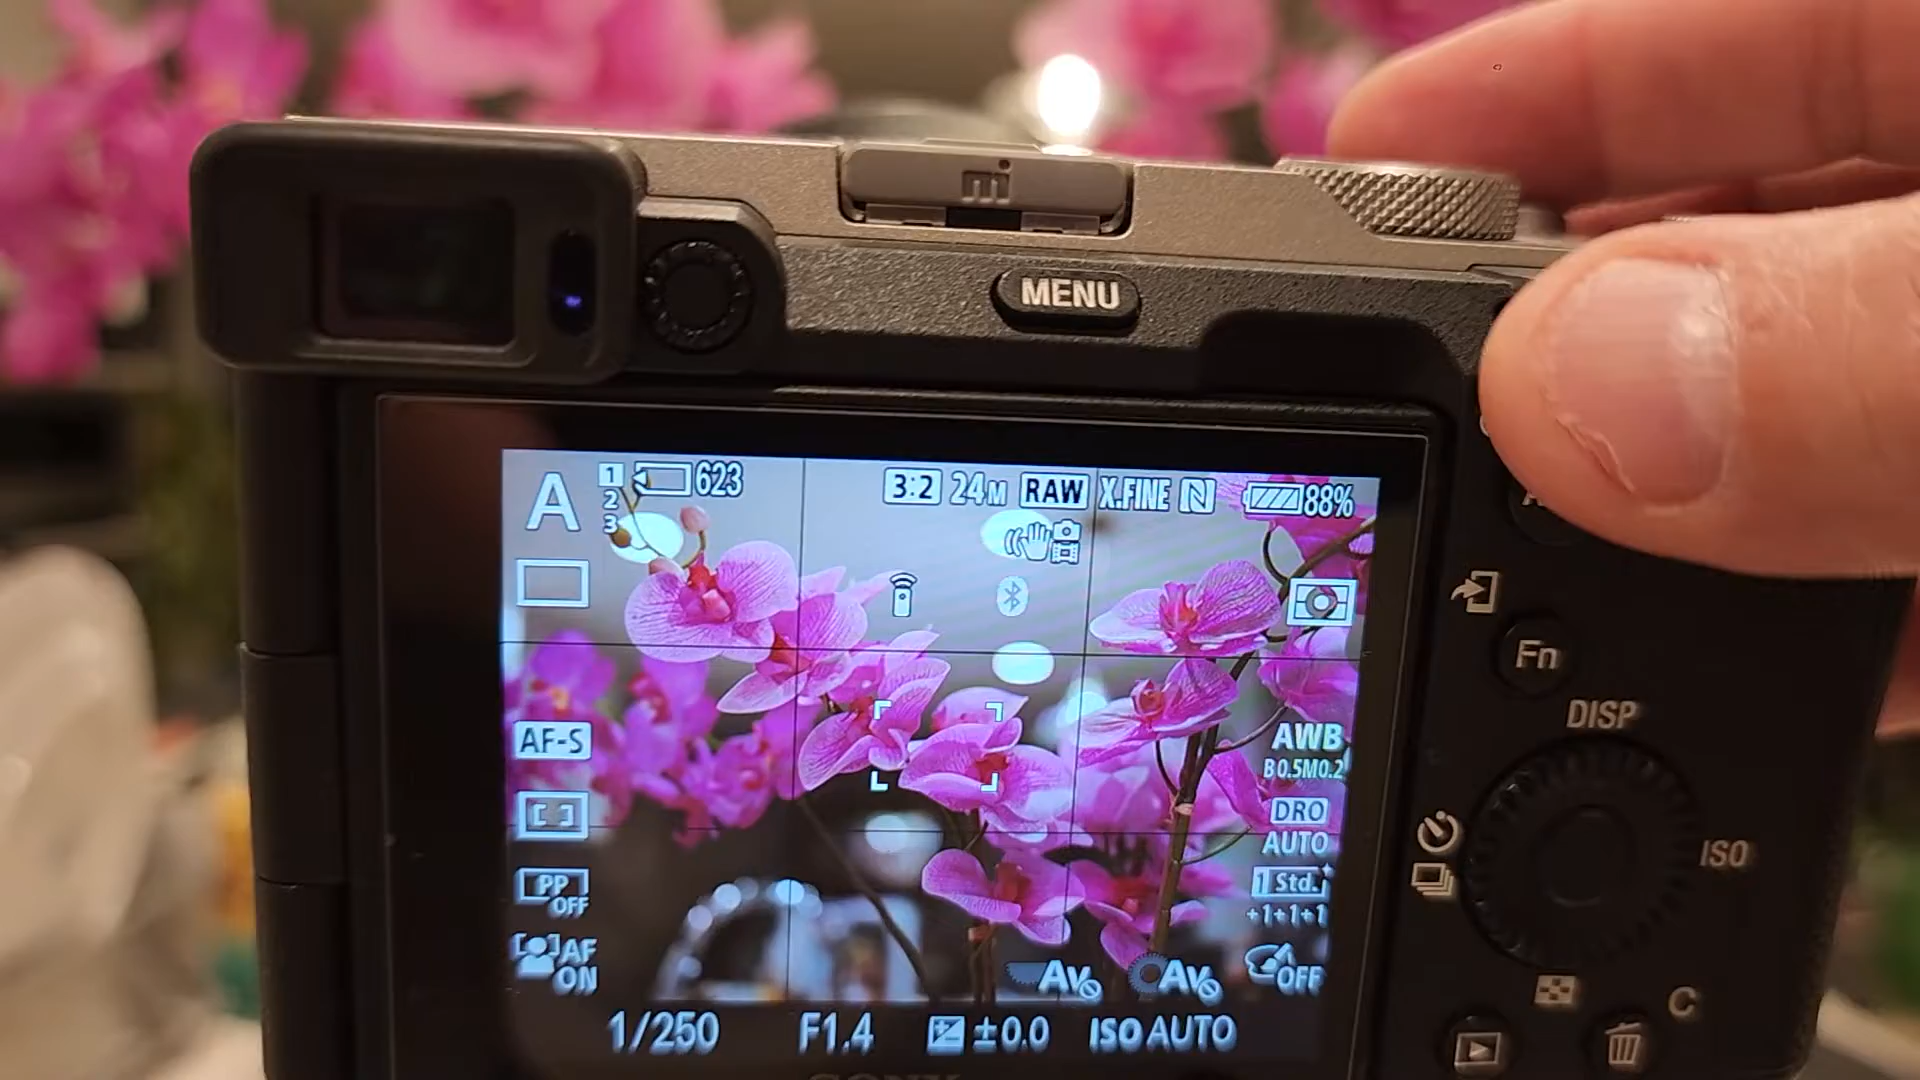 MENU
A 1 623 3:2 24M RAW X.FINE N 88%
2
3
Fn
DISP
AF-S
AWB
B0.5M0.2
DRO
AUTO
ISO
PP
OFF
1 Std.
+1+1+1
AF
ON
Av
Av
OFF
C
1/250 F1.4 ±0.0 ISO AUTO
SONY